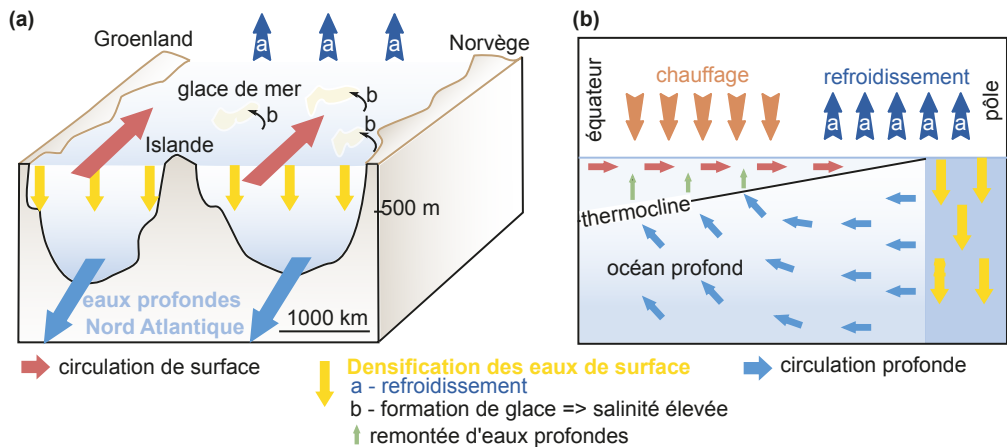 (a)
Groenland
a a a
Norvège
glace de mer
b
b
b
Islande
500 m
eaux profondes
Nord Atlantique
1000 km
(b)
équateur
chauffage
refroidissement
a a a a a
pôle
thermocline
océan profond
circulation de surface
Densification des eaux de surface
a - refroidissement
b - formation de glace => salinité élevée
remontée d'eaux profondes
circulation profonde